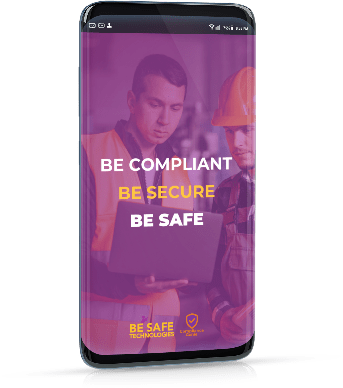 BE COMPLIANT
BE SECURE
BE SAFE
BE SAFE
TECHNOLOGIES